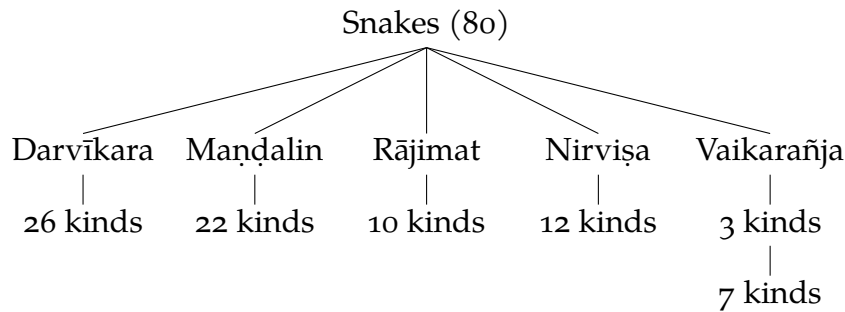 Snakes (80)
Darvīkara Maṇḍalin Rājimat Nirviṣa Vaikarañja
26 kinds 22 kinds 10 kinds 12 kinds 3 kinds
7 kinds